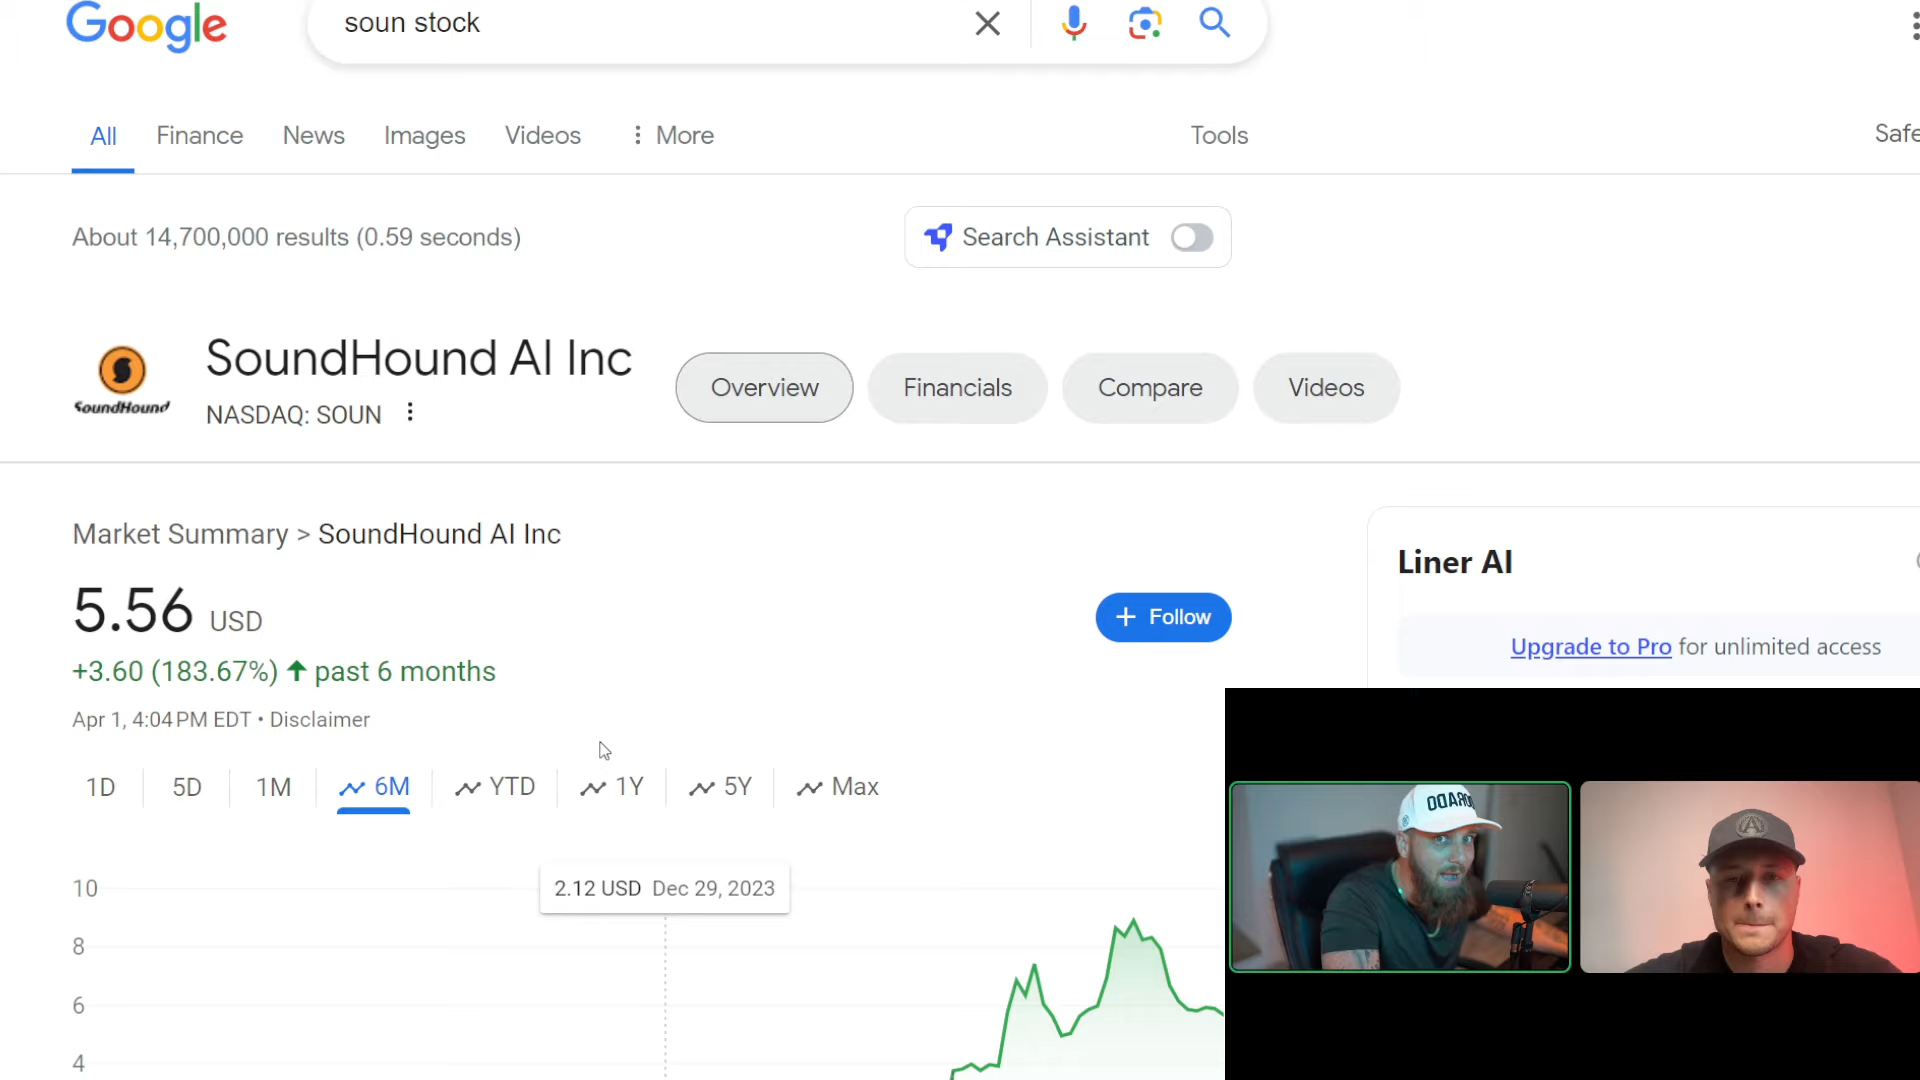 Google
soun stock
All Finance News Images Videos More Tools Safe
About 14,700,000 results (0.59 seconds)
Search Assistant
SoundHound
SoundHound AI Inc
NASDAQ: SOUN
Overview Financials Compare Videos
Market Summary > SoundHound AI Inc
5.56 USD
+ Follow
+3.60 (183.67%) past 6 months
Apr 1, 4:04 PM EDT • Disclaimer
1D 5D 1M 6M YTD 1Y 5Y Max
2.12 USD Dec 29, 2023
10
8
6
4
Liner AI
Upgrade to Pro for unlimited access